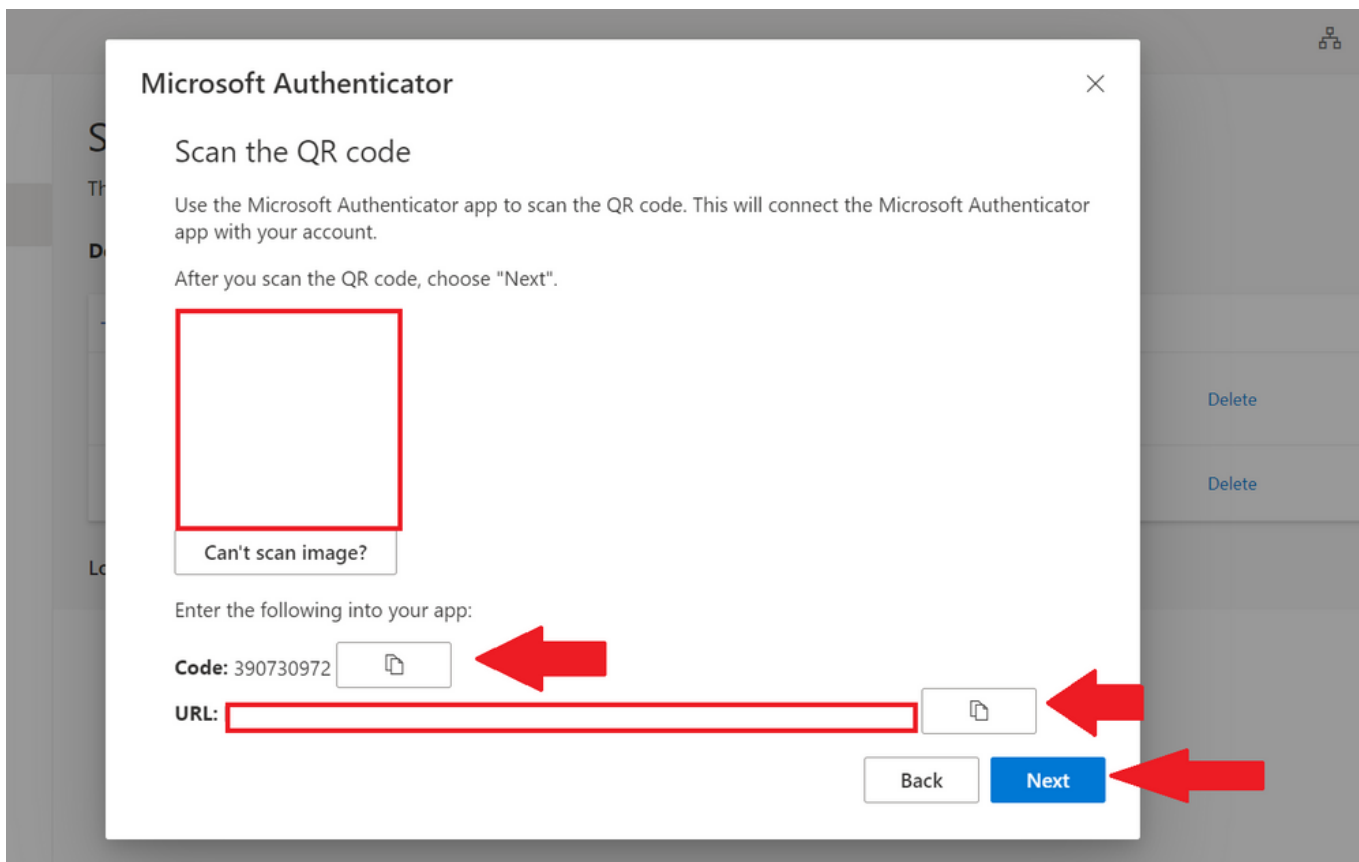 Microsoft Authenticator
S
Scan the QR code
Th
Use the Microsoft Authenticator app to scan the QR code. This will connect the Microsoft Authenticator
app with your account.
D
After you scan the QR code, choose "Next".
Delete
Delete
Can't scan image?
Lo
Enter the following into your app:
Code: 390730972
URL:
Back Next